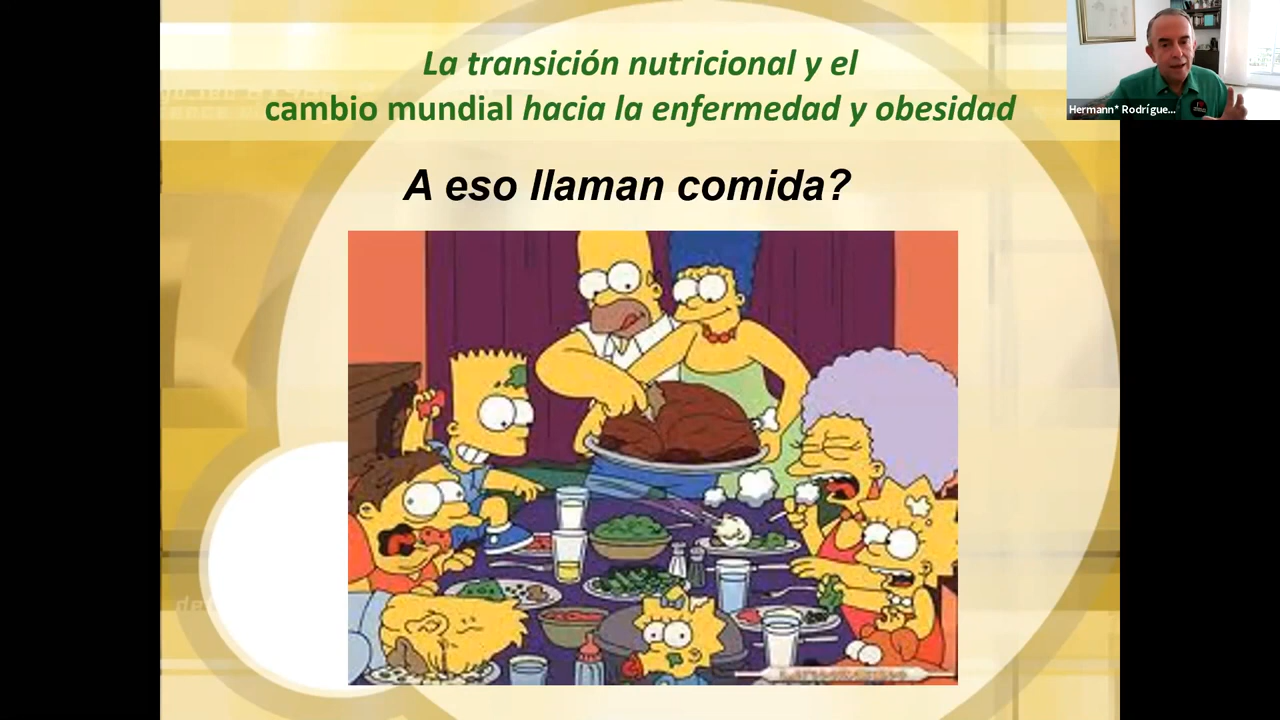 La transición nutricional y el
cambio mundial hacia la enfermedad y obesidad
A eso llaman comida?
Hermann* Rodrígue...